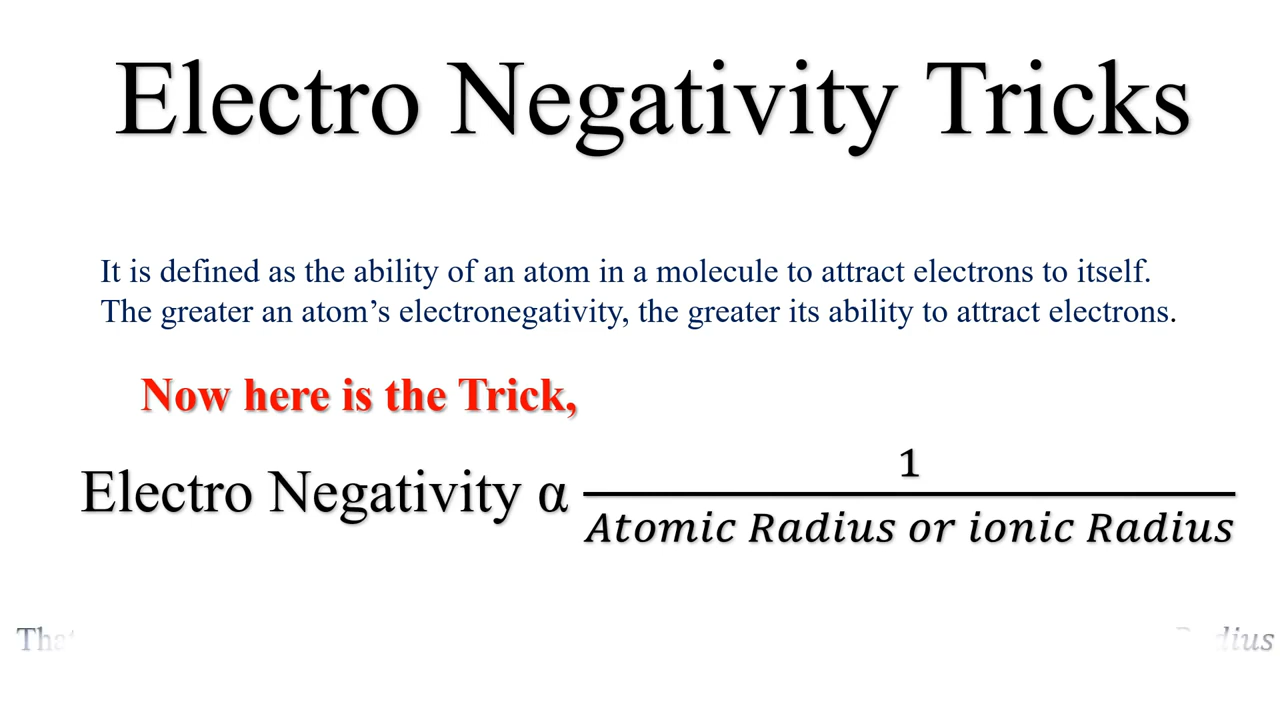 Electro Negativity Tricks
It is defined as the ability of an atom in a molecule to attract electrons to itself.
The greater an atom’s electronegativity, the greater its ability to attract electrons.
Now here is the Trick,
Electro Negativity α 1 / Atomic Radius or ionic Radius
That Radius